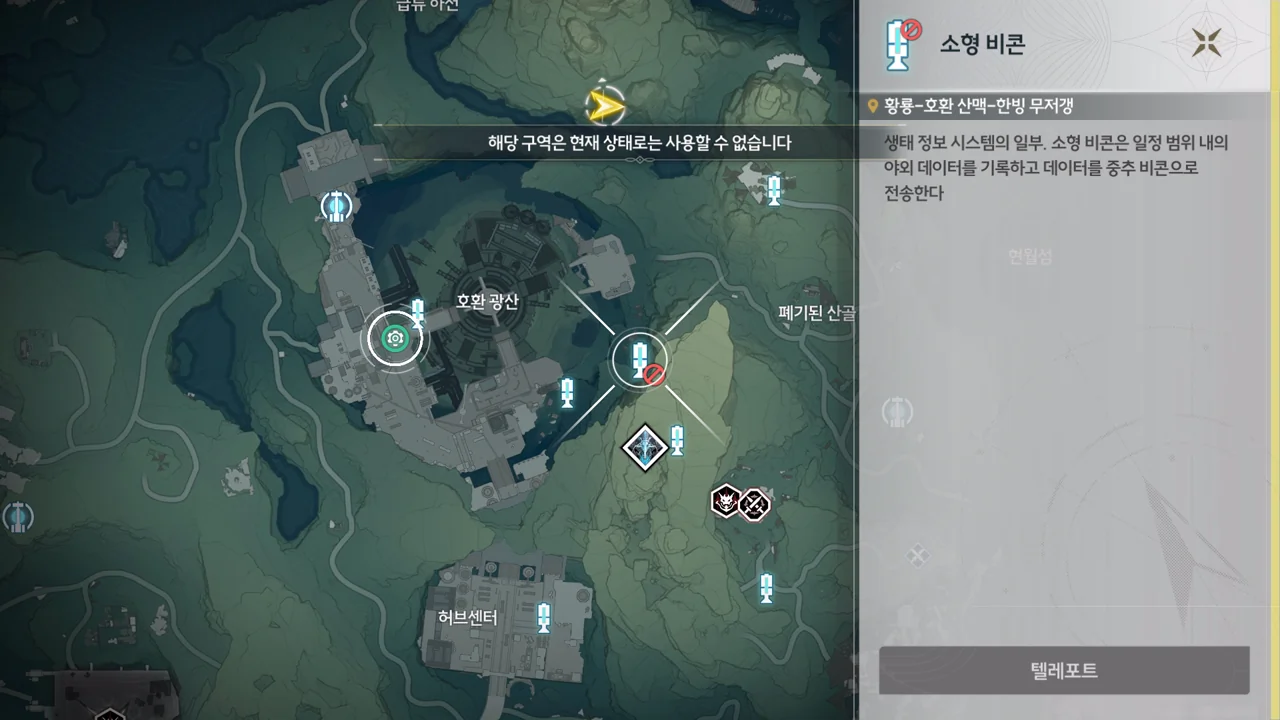 급류 하천
소형 비콘
황룡-호환 산맥-한빙 무저갱
해당 구역은 현재 상태로는 사용할 수 없습니다
생태 정보 시스템의 일부. 소형 비콘은 일정 범위 내의
야외 데이터를 기록하고 데이터를 중추 비콘으로
전송한다
현월섬
호환 광산
폐기된 산골
허브센터
텔레포트